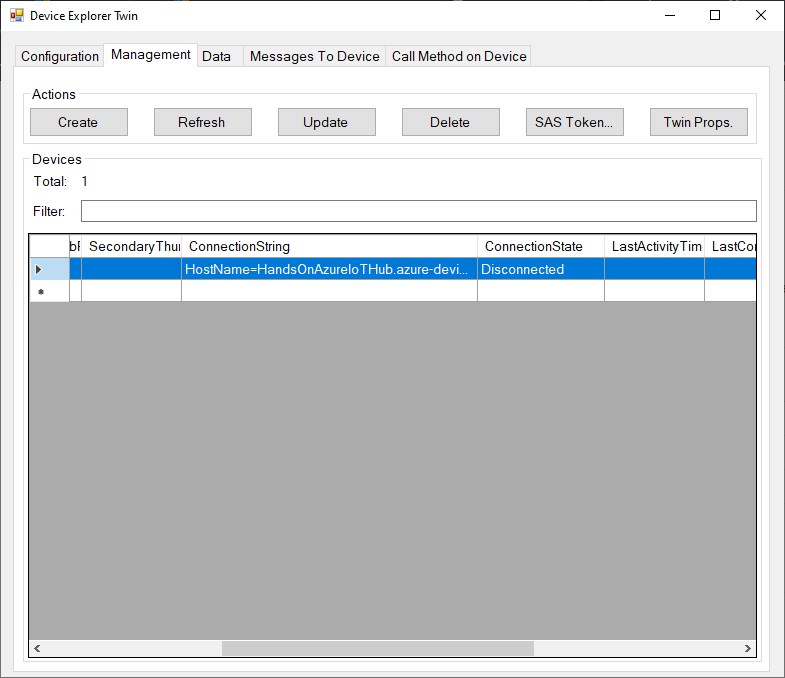 Device Explorer Twin
Configuration Management Data Messages To Device Call Method on Device
Actions
Create Refresh Update Delete SAS Token... Twin Props.
Devices
Total: 1
Filter:
SecondaryThu ConnectionString ConnectionState LastActivityTim LastCo
HostName=HandsOnAzureIoTHub.azure-devi... Disconnected